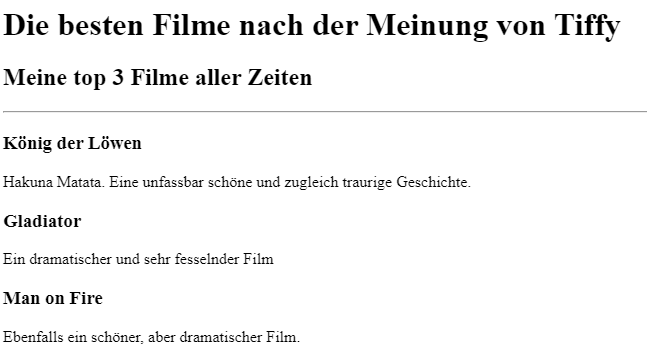 Die besten Filme nach der Meinung von Tiffy
Meine top 3 Filme aller Zeiten
König der Löwen
Hakuna Matata. Eine unfassbar schöne und zugleich traurige Geschichte.
Gladiator
Ein dramatischer und sehr fesselnder Film
Man on Fire
Ebenfalls ein schöner, aber dramatischer Film.